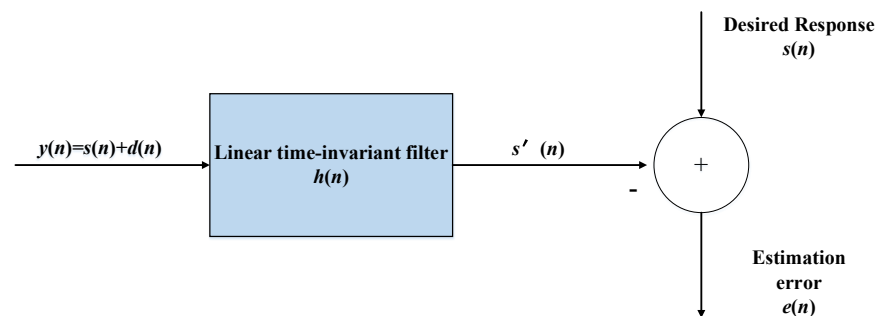 Desired Response
s(n)
y(n)=s(n)+d(n)
Linear time-invariant filter
h(n)
s′ (n)
+
-
Estimation
error
e(n)